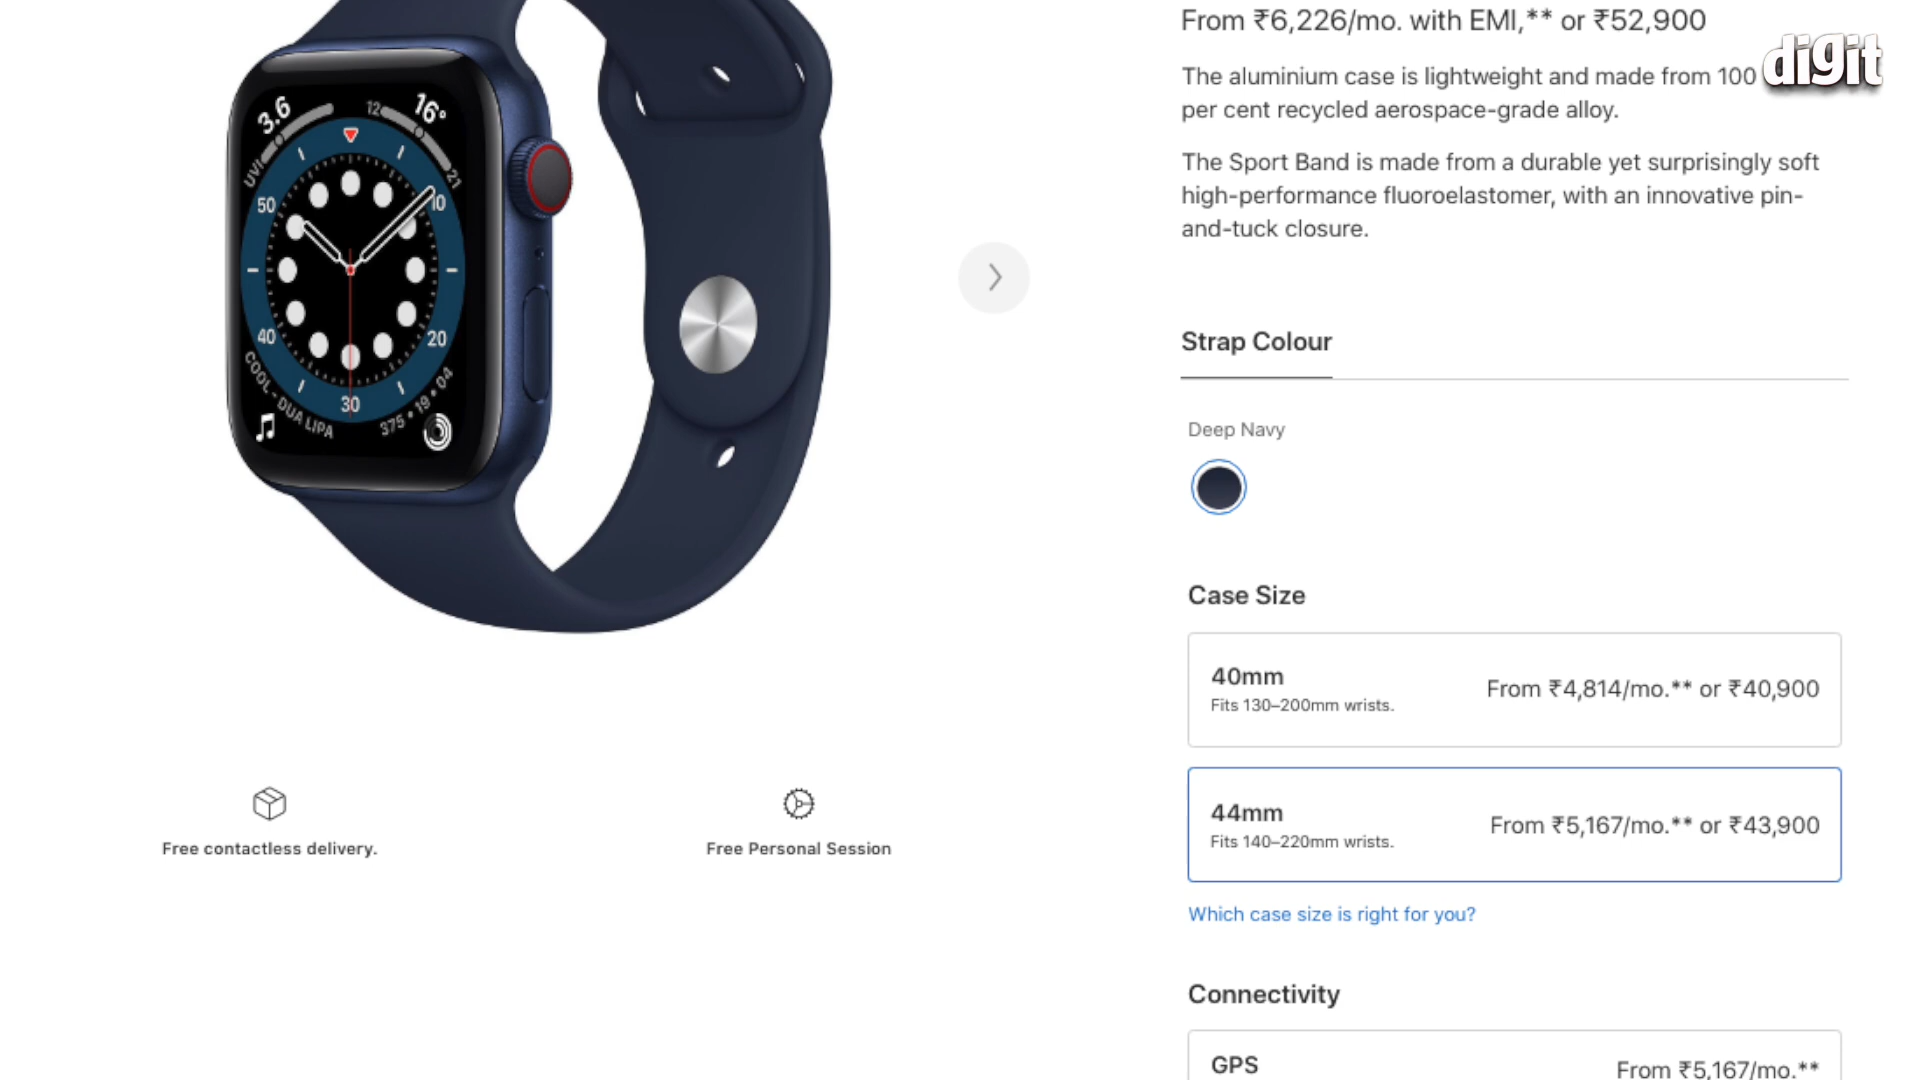 From ₹6,226/mo. with EMI,** or ₹52,900
digit
The aluminium case is lightweight and made from 100
per cent recycled aerospace-grade alloy.
The Sport Band is made from a durable yet surprisingly soft
high-performance fluoroelastomer, with an innovative pin-
and-tuck closure.
3.6
UVI
12
16°
21
50
10
40
20
30
COOL - DUA LIPA
375 • 19 • 04
Strap Colour
Deep Navy
Case Size
40mm
Fits 130–200mm wrists.
From ₹4,814/mo.** or ₹40,900
44mm
Fits 140–220mm wrists.
From ₹5,167/mo.** or ₹43,900
Which case size is right for you?
Free contactless delivery.
Free Personal Session
Connectivity
GPS
From ₹5,167/mo.**